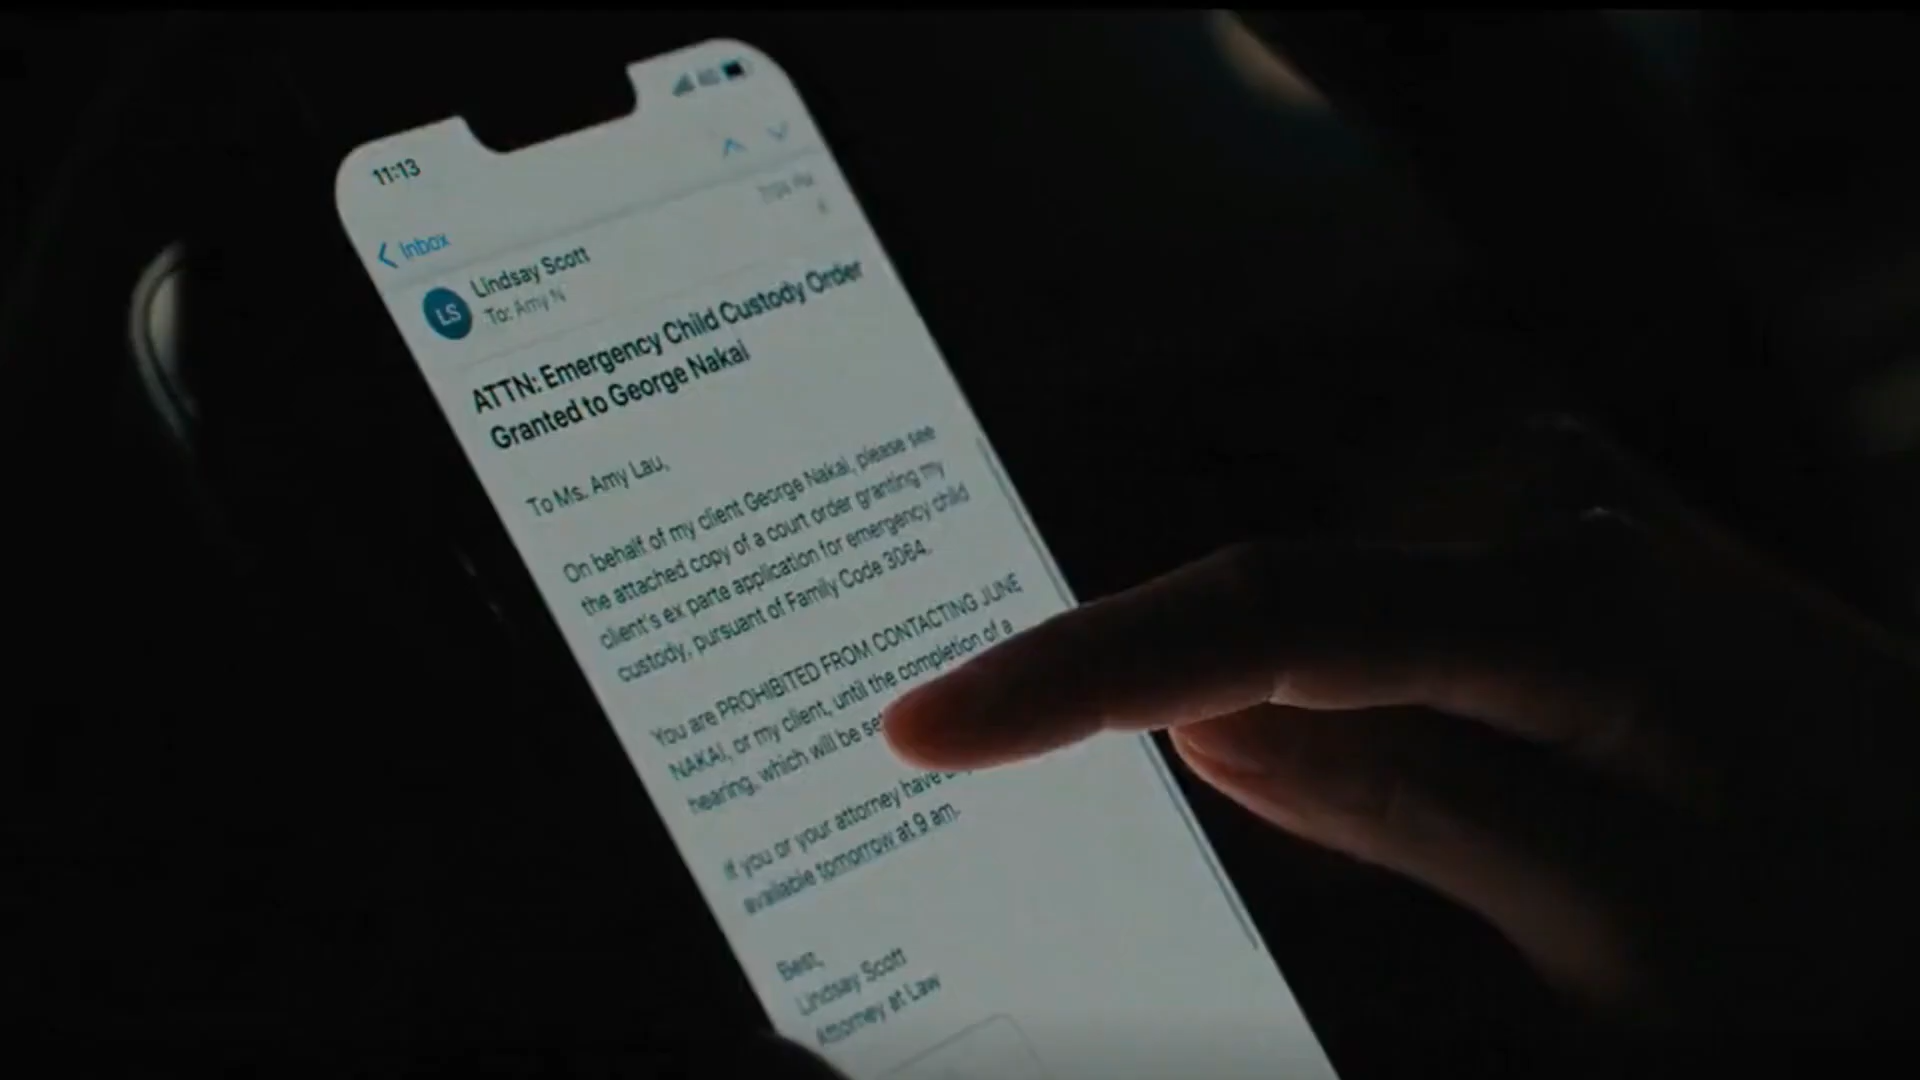 11:13
Inbox
Lindsay Scott
LS
To: Amy N
ATTN: Emergency Child Custody Order
Granted to George Nakai
To Ms. Amy Lau,
On behalf of my client George Nakai, please see
the attached copy of a court order granting my
client's ex parte application for emergency child
custody, pursuant of Family Code 3064.
You are PROHIBITED FROM CONTACTING JUNE
NAKAI, or my client, until the completion of a
hearing, which will be set
If you or your attorney have
available tomorrow at 9 am.
Best,
Lindsay Scott
Attorney at Law